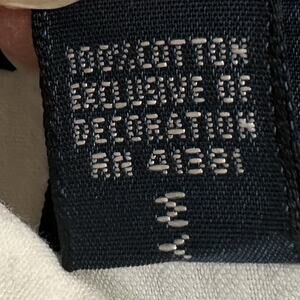 100% COTTON
EXCLUSIVE OF
DECORATION
RN 41381